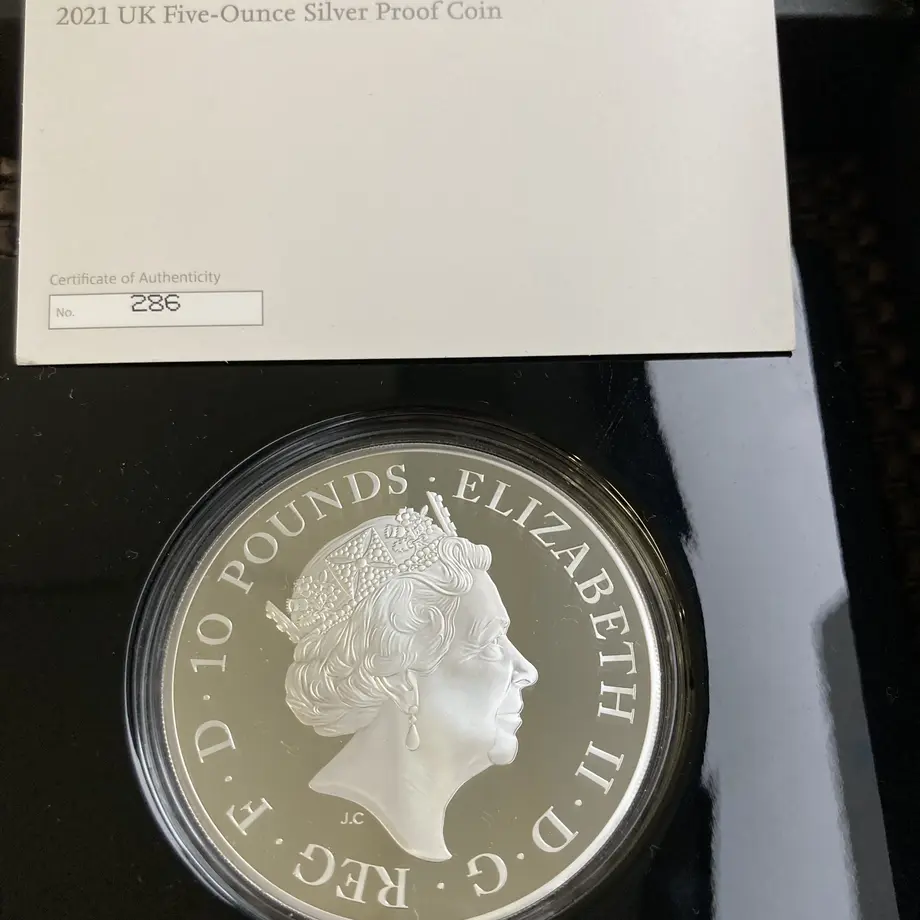 2021 UK Five-Ounce Silver Proof Coin
Certificate of Authenticity
No. 286
ELIZABETH II · D · G · REG · F · D · 10 POUNDS ·
J.C